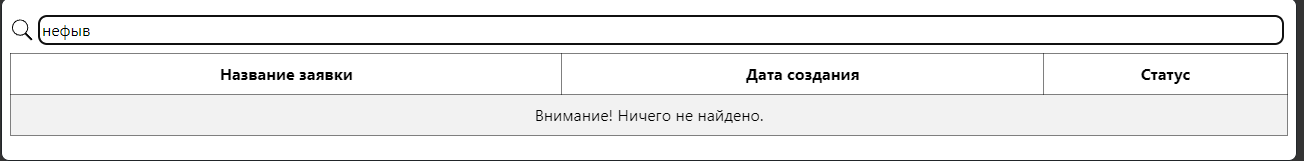 нефыв
Название заявки Дата создания Статус
Внимание! Ничего не найдено.